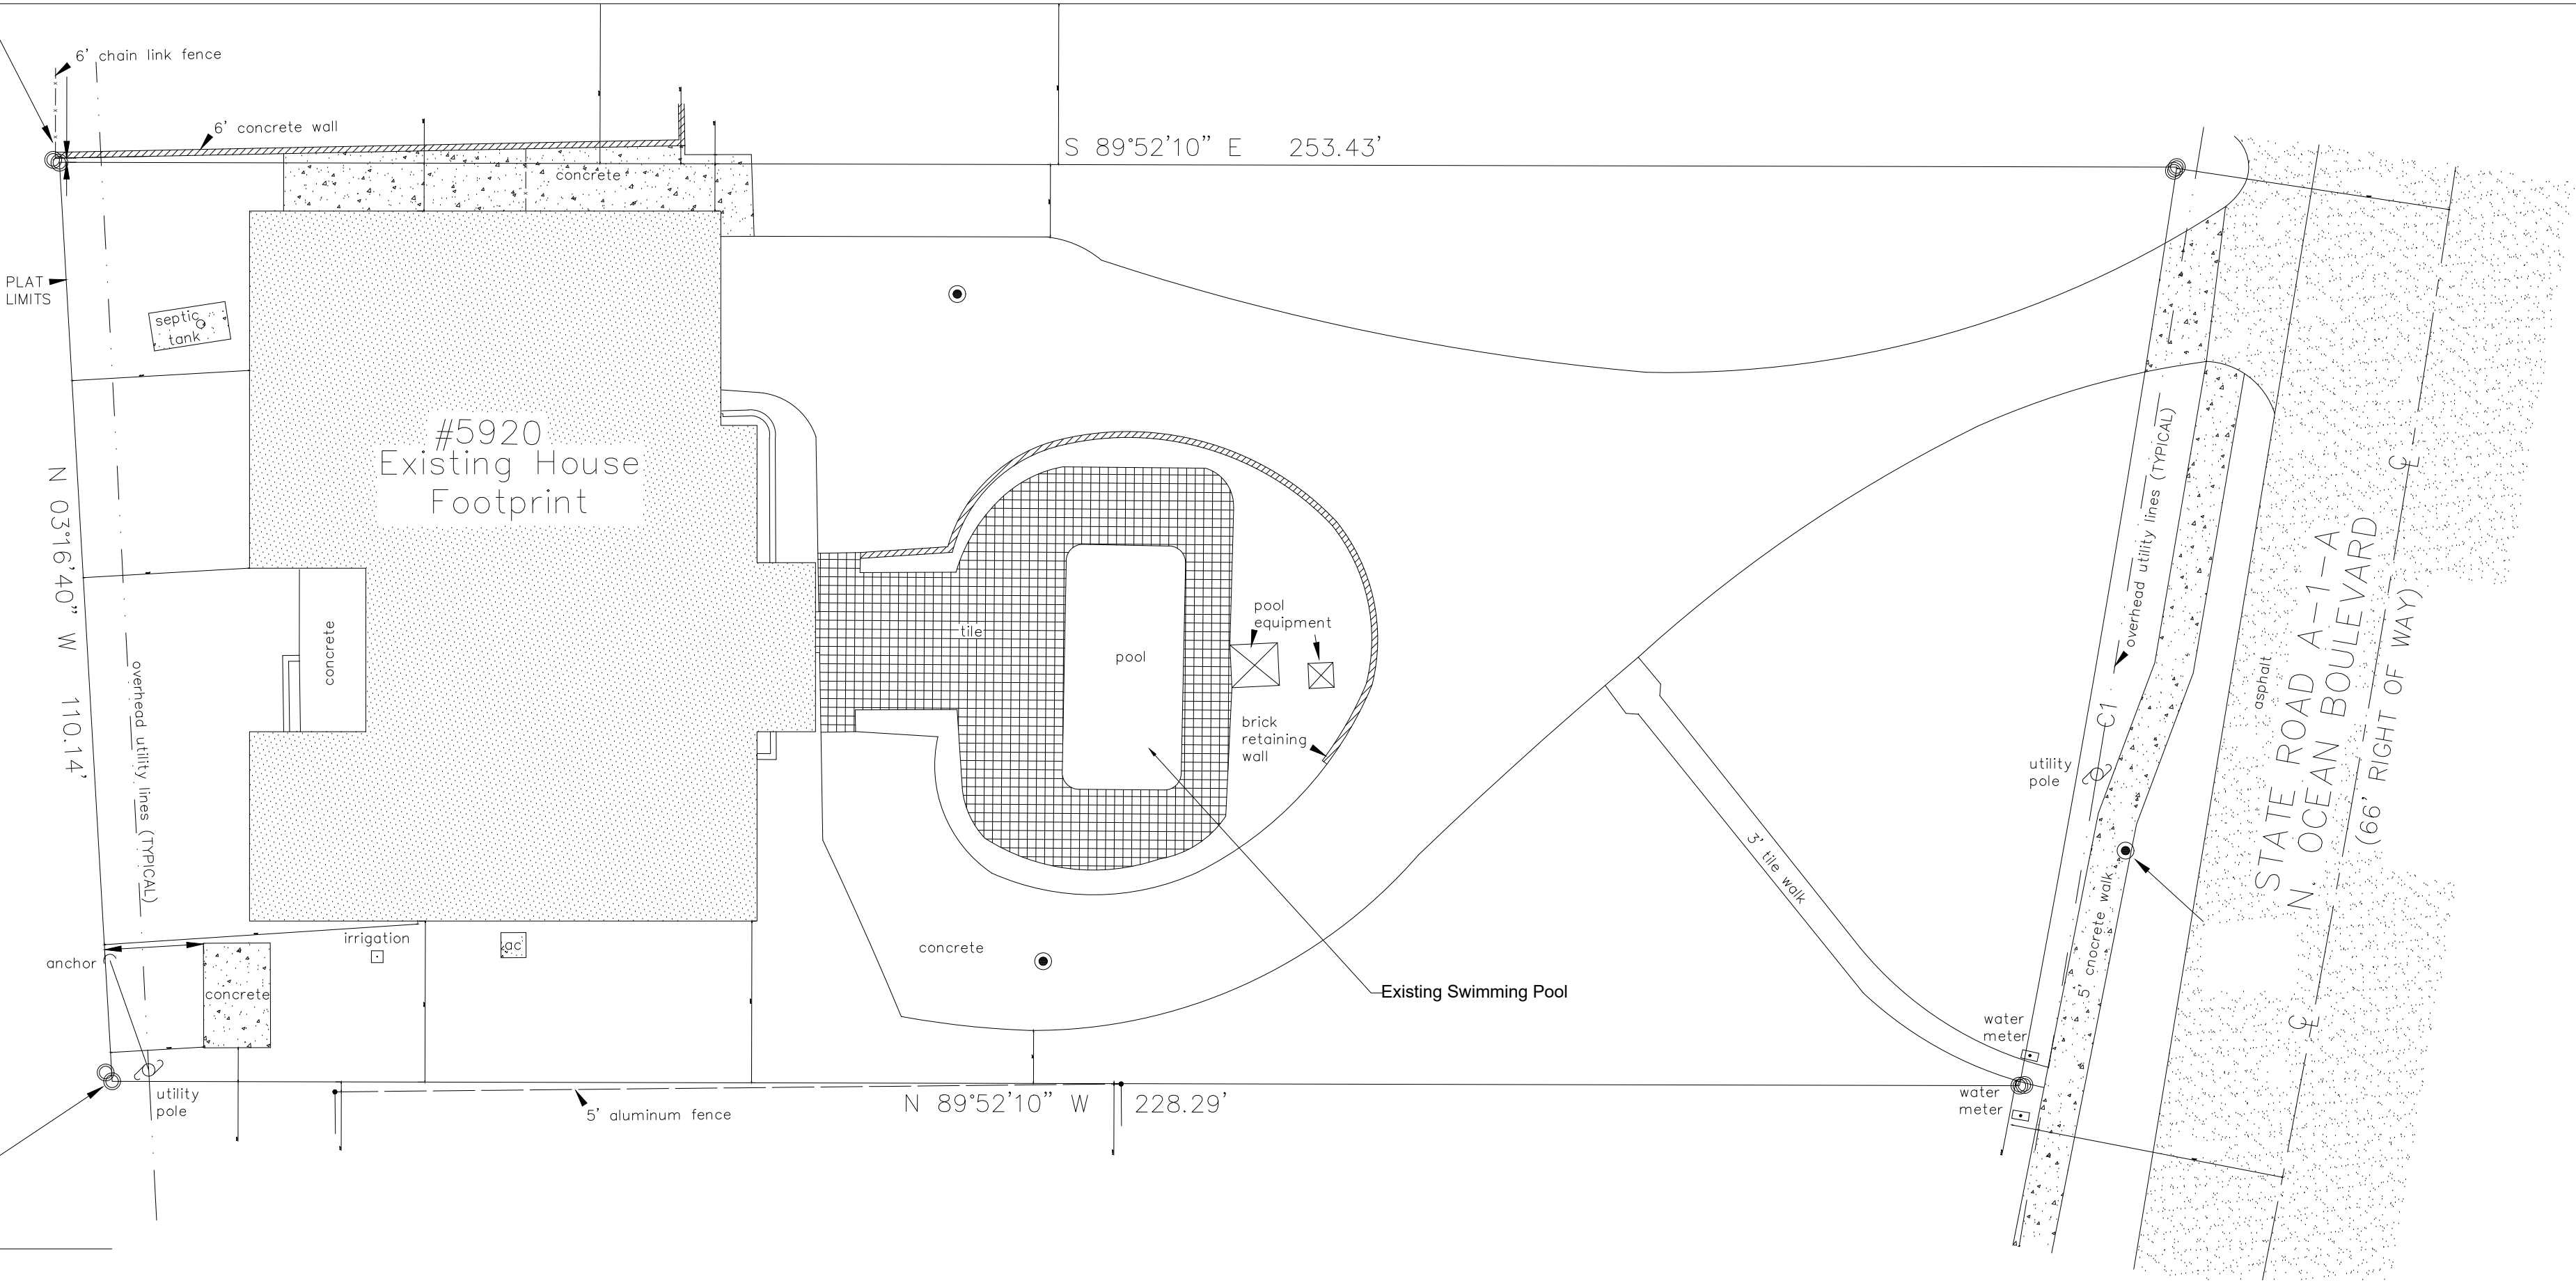 6' chain link fence
6' concrete wall
S 89°52'10" E 253.43'
concrete
PLAT
LIMITS
septic
tank
#5920
Existing House
Footprint
N 03°16'40" W 110.14'
concrete
overhead utility lines (TYPICAL)
tile
pool
pool
equipment
brick
retaining
wall
overhead utility lines (TYPICAL)
C1
utility
pole
asphalt
STATE ROAD A-1-A
N. OCEAN BOULEVARD
(66' RIGHT OF WAY)
℄
℄
3' tile walk
5' cnocrete walk
irrigation
ac
anchor
concrete
concrete
Existing Swimming Pool
water
meter
water
meter
utility
pole
5' aluminum fence
N 89°52'10" W 228.29'